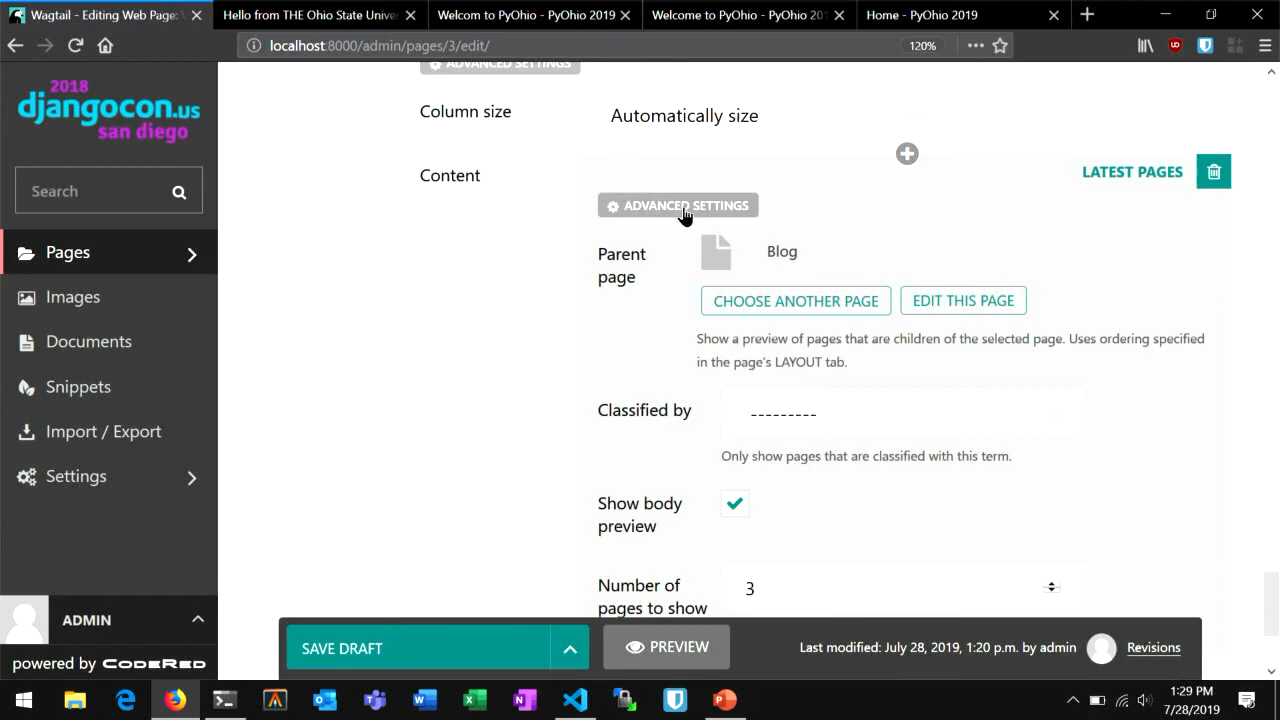 Wagtail - Editing Web Page:
Hello from THE Ohio State Univer
Welcom to PyOhio - PyOhio 2019
Welcome to PyOhio - PyOhio 201
Home - PyOhio 2019
localhost:8000/admin/pages/3/edit/
120%
2018
djangocon.us
san diego
Search
Pages
Images
Documents
Snippets
Import / Export
Settings
ADMIN
powered by CODERED
ADVANCED SETTINGS
Column size
Automatically size
Content
LATEST PAGES
ADVANCED SETTINGS
Parent
page
Blog
CHOOSE ANOTHER PAGE
EDIT THIS PAGE
Show a preview of pages that are children of the selected page. Uses ordering specified
in the page's LAYOUT tab.
Classified by
---------
Only show pages that are classified with this term.
Show body
preview
Number of
pages to show
3
SAVE DRAFT
PREVIEW
Last modified: July 28, 2019, 1:20 p.m. by admin
Revisions
1:29 PM
7/28/2019